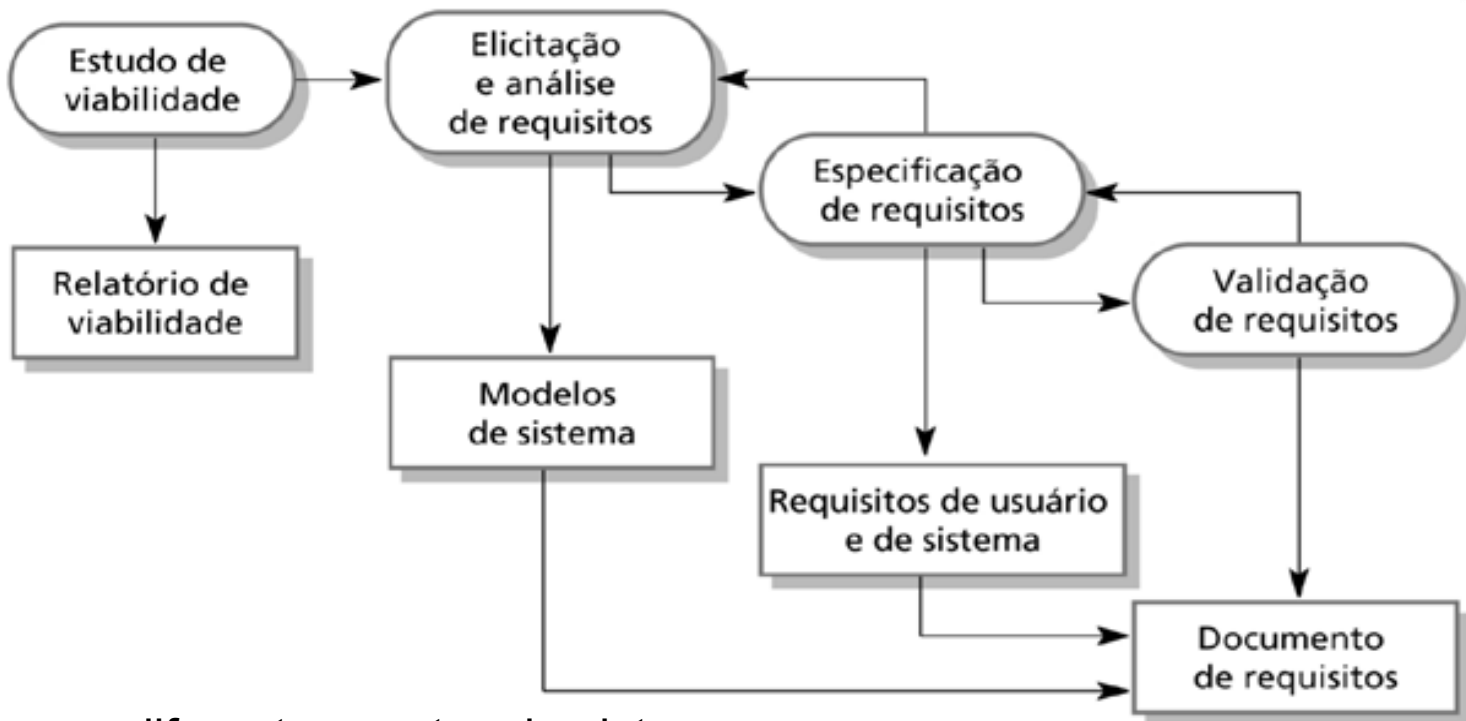 Estudo de
viabilidade
Elicitação
e análise
de requisitos
Especificação
de requisitos
Validação
de requisitos
Relatório de
viabilidade
Modelos
de sistema
Requisitos de usuário
e de sistema
Documento
de requisitos